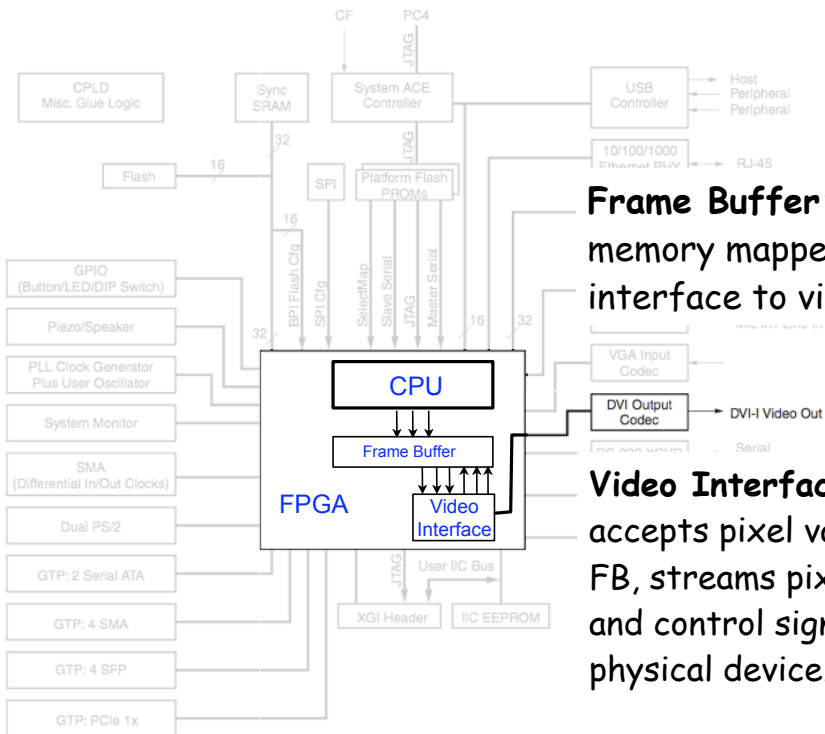 CF
PC4
JTAG
CPLD
Misc. Glue Logic
Sync
SRAM
System ACE
Controller
USB
Controller
Host
Peripheral
Peripheral
32
JTAG
10/100/1000
Ethernet PHY
RJ-45
Flash
16
SPI
Platform Flash
PROMs
Frame Buffer
memory mappe
interface to vi
16
BPI Flash Cfg
SPI Cfg
SelectMap
Slave Serial
JTAG
Master Serial
GPIO
(Button/LED/DIP Switch)
Piezo/Speaker
32
16
32
VGA Input
Codec
PLL Clock Generator
Plus User Oscillator
CPU
DVI Output
Codec
DVI-I Video Out
System Monitor
Frame Buffer
Serial
SMA
(Differential In/Out Clocks)
FPGA
Video
Interface
Video Interfac
accepts pixel va
FB, streams pix
and control sign
physical device
Dual PS/2
GTP: 2 Serial ATA
JTAG
User IIC Bus
GTP: 4 SMA
XGI Header
IIC EEPROM
GTP: 4 SFP
GTP: PCIe 1x